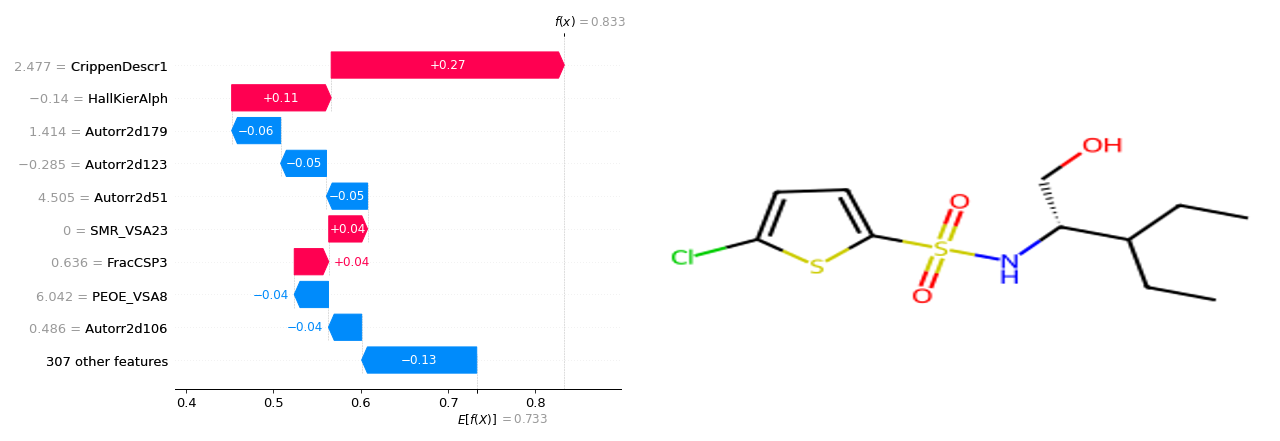 f(x) = 0.833
2.477 = CrippenDescr1
+0.27
−0.14 = HallKierAlph
+0.11
1.414 = Autorr2d179
−0.06
−0.285 = Autorr2d123
−0.05
4.505 = Autorr2d51
−0.05
0 = SMR_VSA23
+0.04
0.636 = FracCSP3
+0.04
6.042 = PEOE_VSA8
−0.04
0.486 = Autorr2d106
−0.04
307 other features
−0.13
0.4 0.5 0.6 0.7 0.8
E[f(X)] = 0.733
OH
O
Cl
S
S
N
H
O